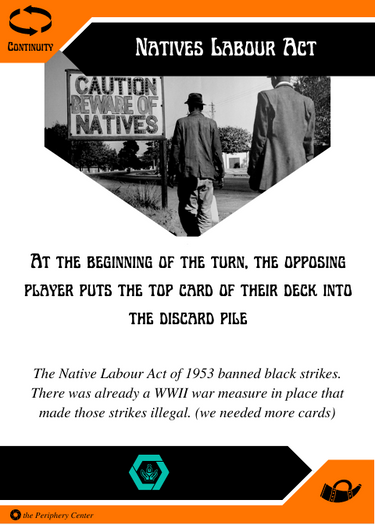 Continuity
Natives Labour Act
CAUTION
BEWARE OF
NATIVES
At the beginning of the turn, the opposing
player puts the top card of their deck into
the discard pile
The Native Labour Act of 1953 banned black strikes.
There was already a WWII war measure in place that
made those strikes illegal. (we needed more cards)
the Periphery Center